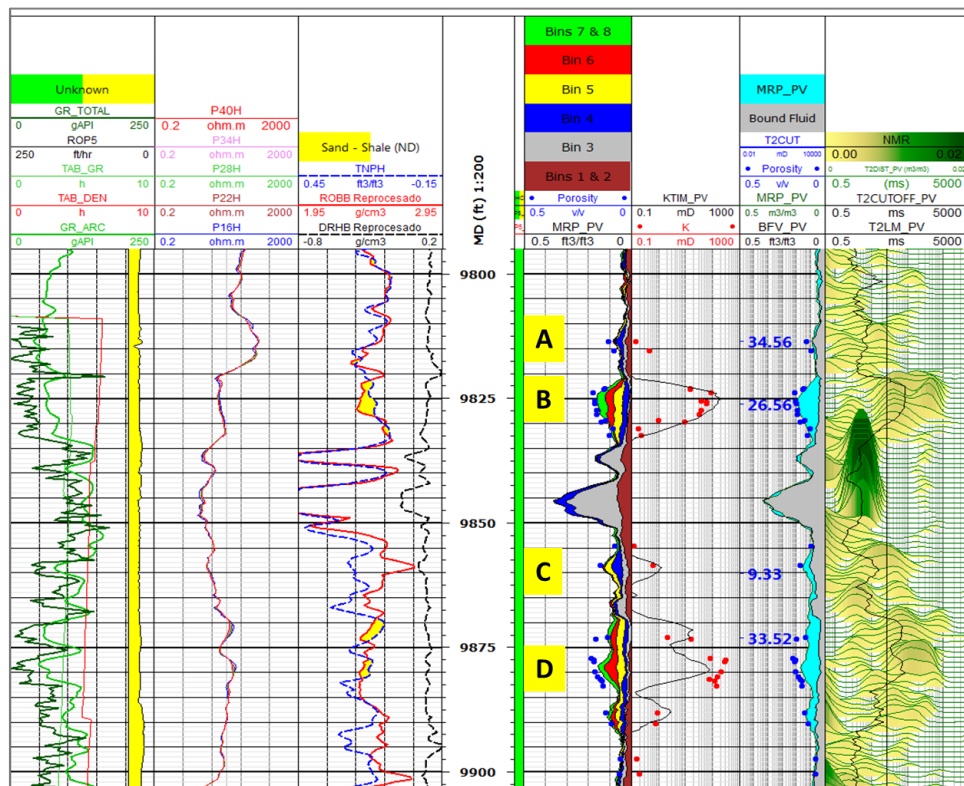 Bins 7 & 8
Bin 6
Bin 5
Bin 4
Bin 3
Bins 1 & 2
Unknown
GR_TOTAL
0 gAPI 250
ROP5
250 ft/hr 0
TAB_GR
0 h 10
TAB_DEN
0 h 10
GR_ARC
0 gAPI 250
P40H
0.2 ohm.m 2000
P34H
0.2 ohm.m 2000
P28H
0.2 ohm.m 2000
P22H
0.2 ohm.m 2000
P16H
0.2 ohm.m 2000
Sand - Shale (ND)
TNPH
0.45 ft3/ft3 -0.15
ROBB Reprocesado
1.95 g/cm3 2.95
DRHB Reprocesado
-0.8 g/cm3 0.2
MD (ft) 1:200
Porosity
0.5 v/v 0
MRP_PV
0.5 ft3/ft3 0
KTIM_PV
0.1 mD 1000
K
0.1 mD 1000
MRP_PV
Bound Fluid
T2CUT
0.01 mD 10000
Porosity
0.5 v/v 0
MRP_PV
0.5 m3/m3 0
BFV_PV
0.5 ft3/ft3 0
NMR
0.00 0.02
T2DIST_PV (m3/m3)
0.5 (ms) 5000
T2CUTOFF_PV
0.5 ms 5000
T2LM_PV
0.5 ms 5000
9800
A
34.56
B
9825
26.56
9850
C
9.33
33.52
9875
D
9900